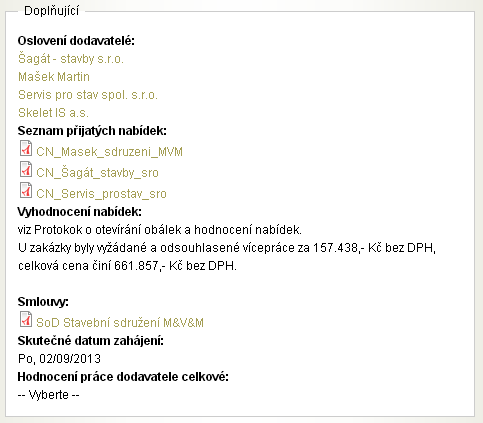 Doplňující
Oslovení dodavatelé:
Šagát - stavby s.r.o.
Mašek Martin
Servis pro stav spol. s.r.o.
Skelet IS a.s.
Seznam přijatých nabídek:
CN_Masek_sdruzeni_MVM
CN_Šagát_stavby_sro
CN_Servis_prostav_sro
Vyhodnocení nabídek:
viz Protokok o otevírání obálek a hodnocení nabídek.
U zakázky byly vyžádané a odsouhlasené vícepráce za 157.438,- Kč bez DPH,
celková cena činí 661.857,- Kč bez DPH.
Smlouvy:
SoD Stavební sdružení M&V&M
Skutečné datum zahájení:
Po, 02/09/2013
Hodnocení práce dodavatele celkové:
-- Vyberte --